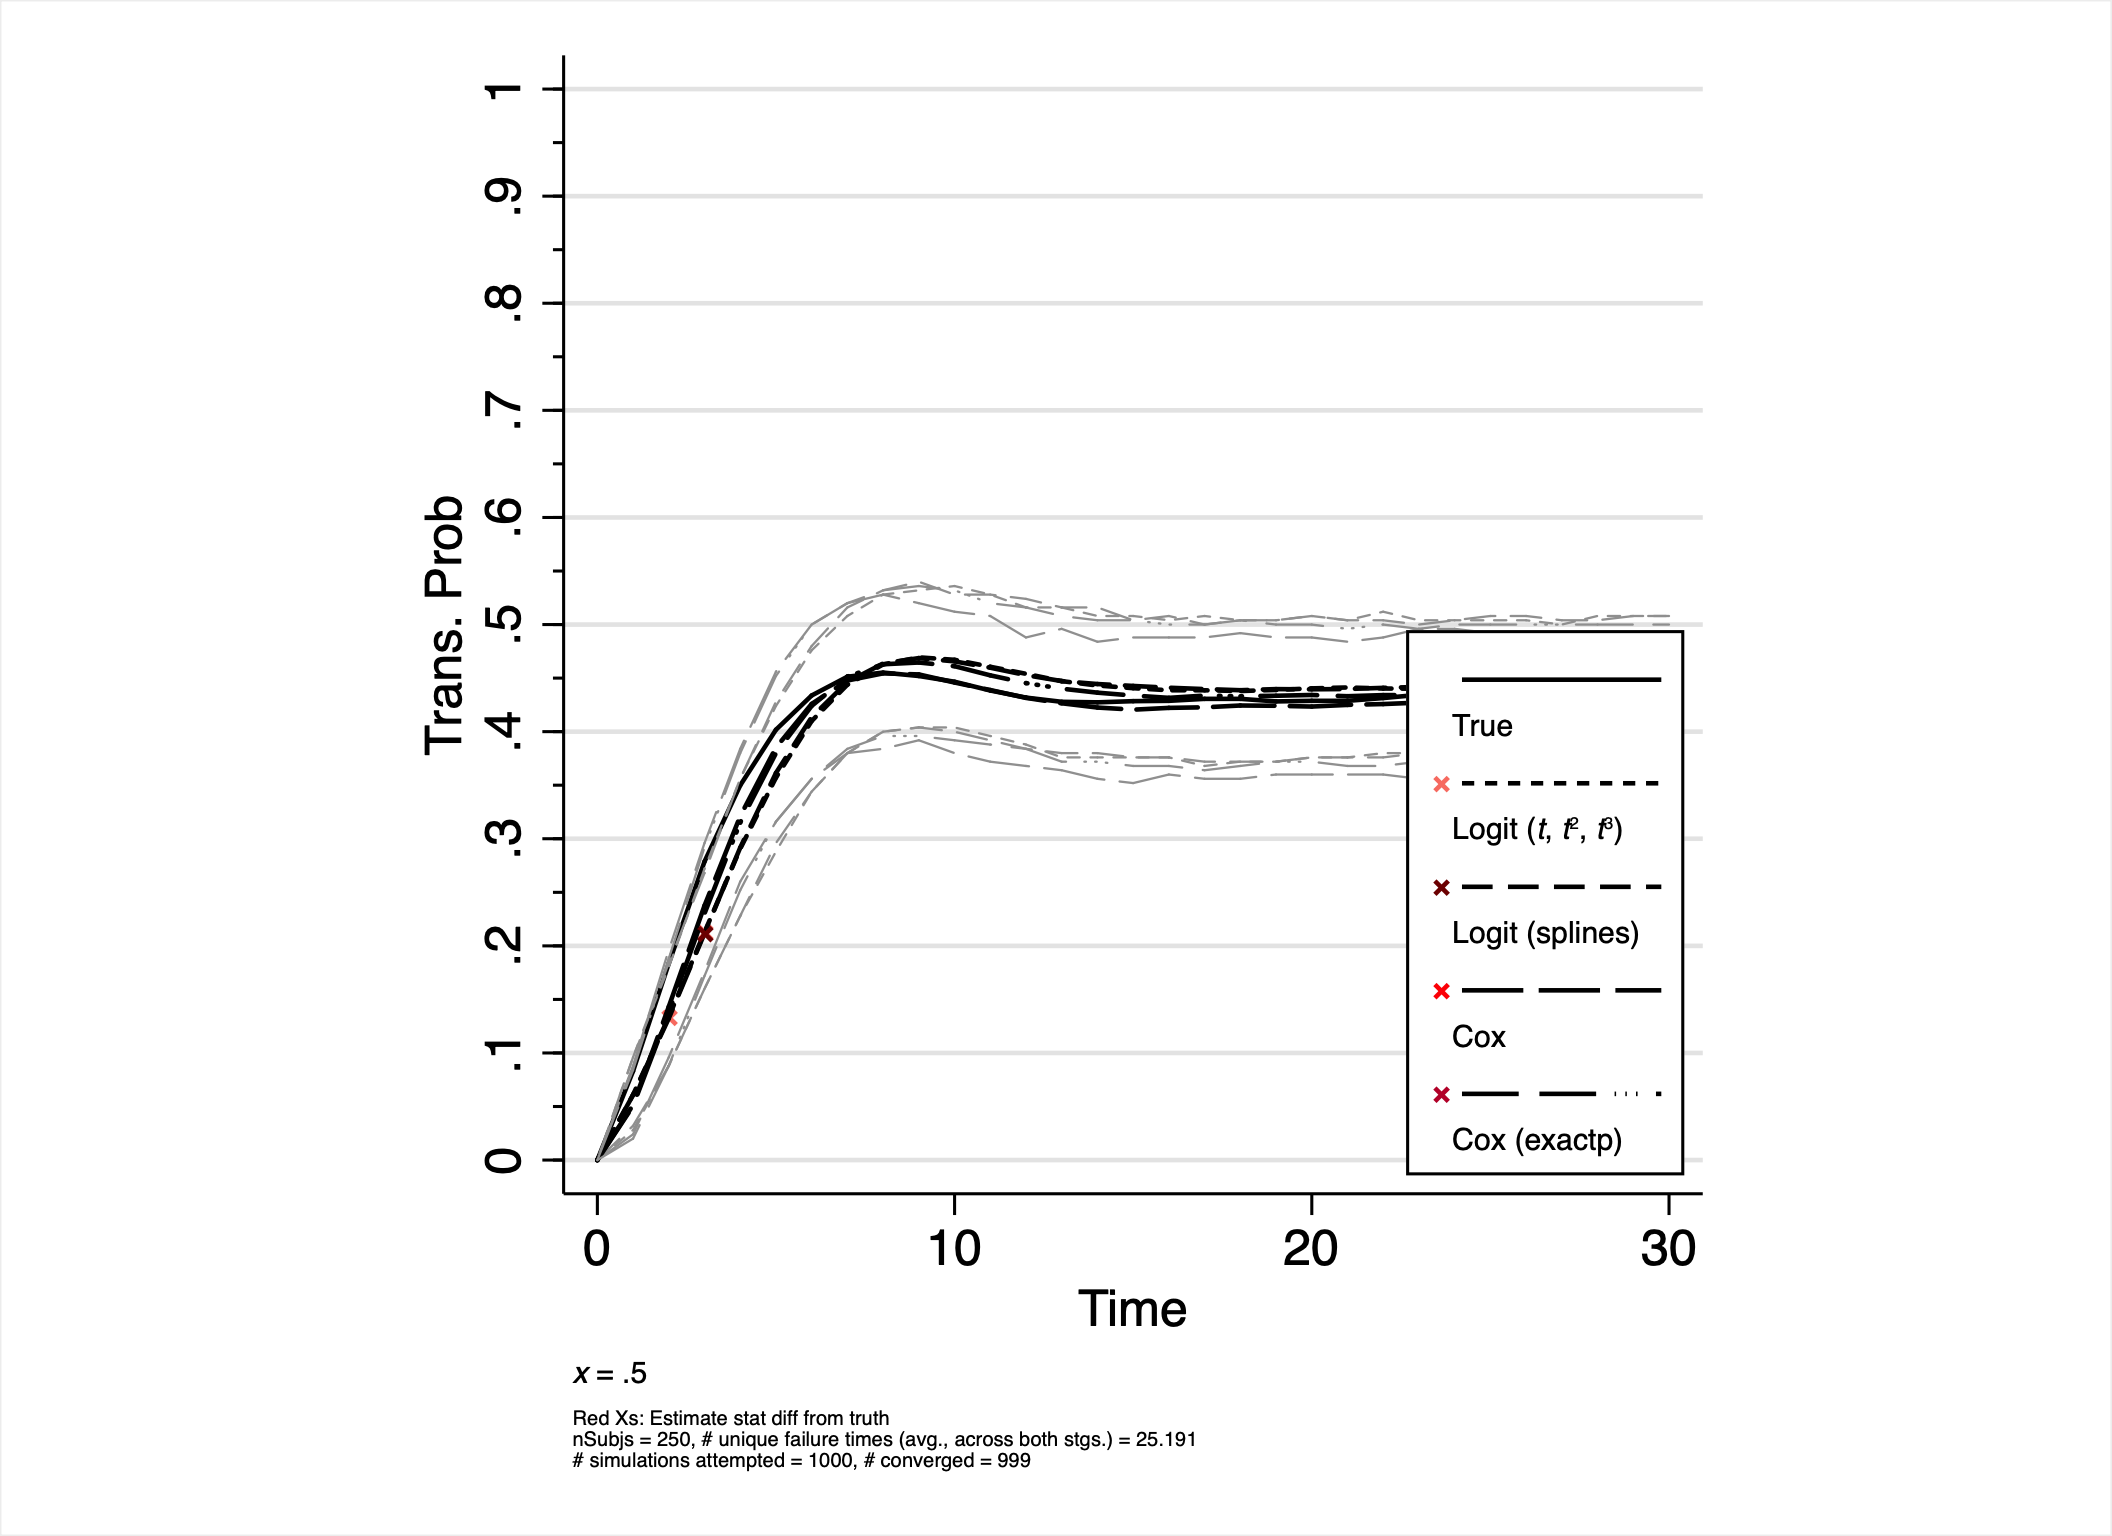 1
.9
.8
.7
.6
.5
.4
.3
.2
.1
0
Trans. Prob
True
Logit (t, t², t³)
Logit (splines)
Cox
Cox (exactp)
0 10 20 30
Time
x = .5
Red Xs: Estimate stat diff from truth
nSubjs = 250, # unique failure times (avg., across both stgs.) = 25.191
# simulations attempted = 1000, # converged = 999